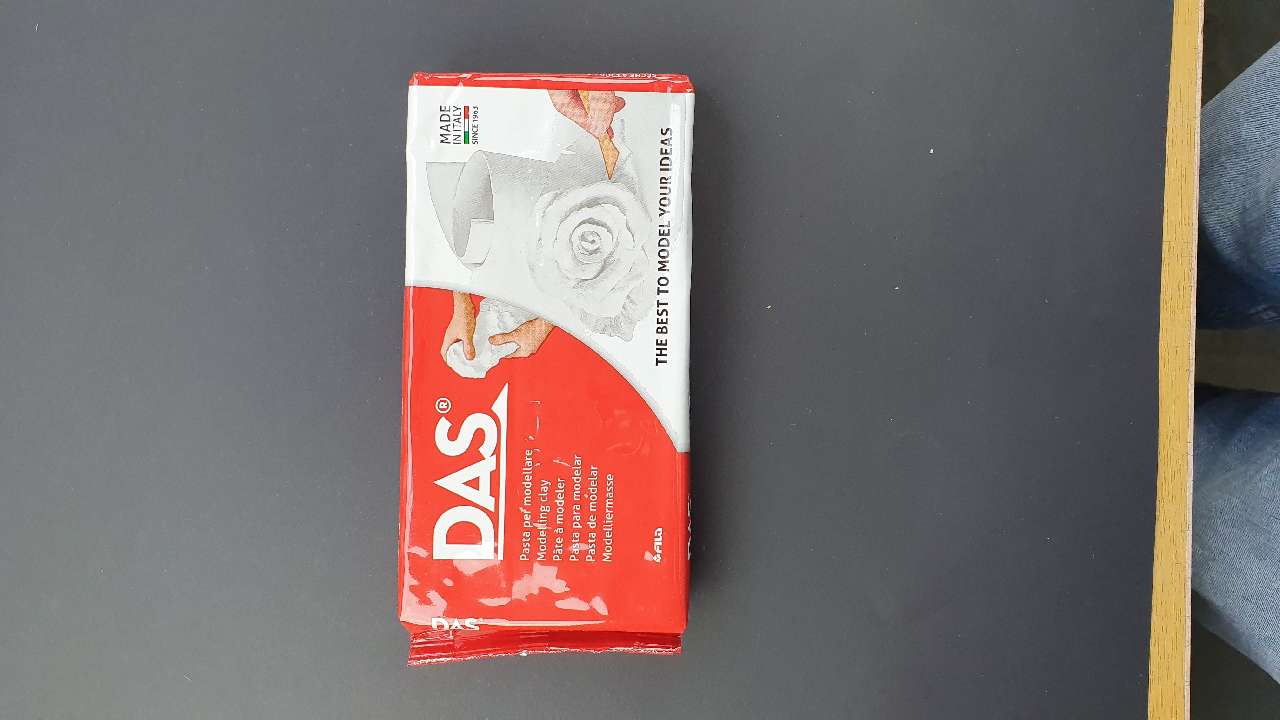 DAS®
Pasta per modellare
Modelling clay
Pâte à modeler
Pasta para modelar
Pasta de modelar
Modelliermasse
FILA
MADE
IN ITALY
SINCE 1963
THE BEST TO MODEL YOUR IDEAS
DAS